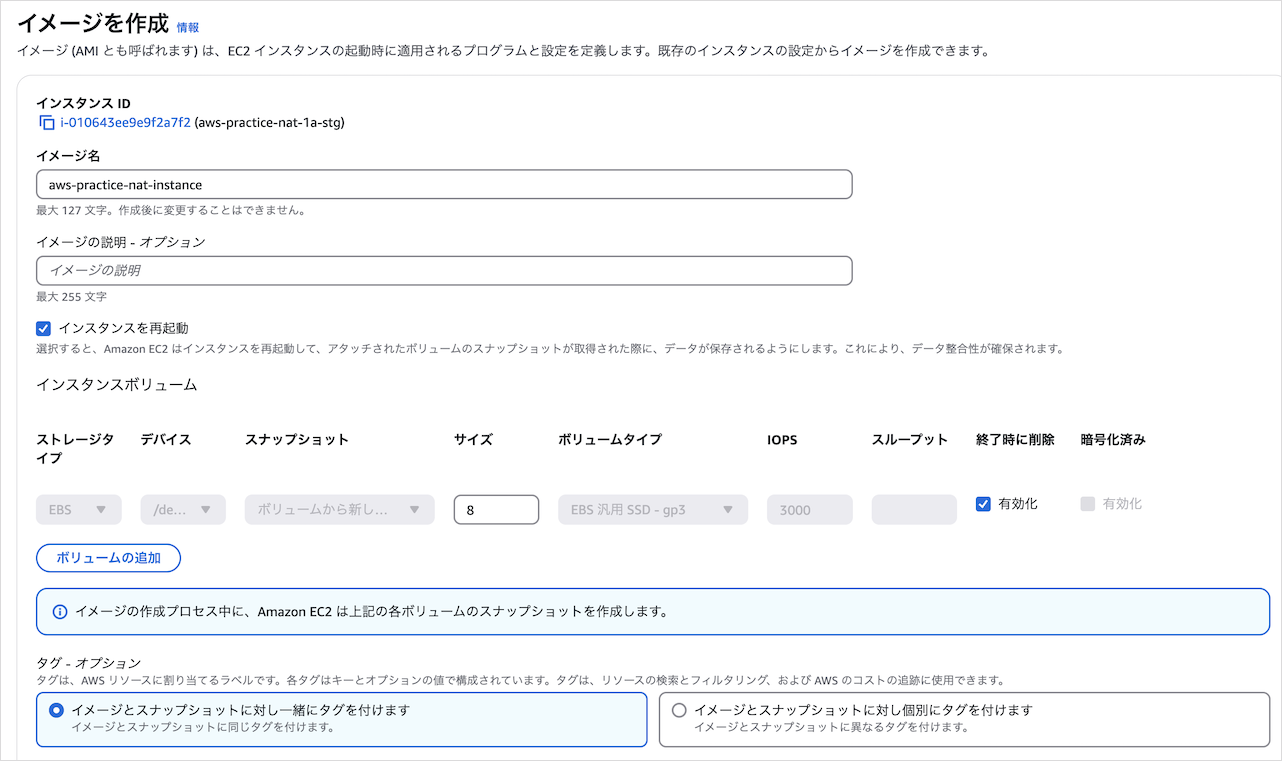 イメージを作成 情報
イメージ (AMI とも呼ばれます) は、EC2 インスタンスの起動時に適用されるプログラムと設定を定義します。既存のインスタンスの設定からイメージを作成できます。
インスタンス ID
i-010643ee9e9f2a7f2 (aws-practice-nat-1a-stg)
イメージ名
aws-practice-nat-instance
最大 127 文字。作成後に変更することはできません。
イメージの説明 - オプション
イメージの説明
最大 255 文字
インスタンスを再起動
選択すると、Amazon EC2 はインスタンスを再起動して、アタッチされたボリュームのスナップショットが取得された際に、データが保存されるようにします。これにより、データ整合性が確保されます。
インスタンスボリューム
ストレージタイプ デバイス スナップショット サイズ ボリュームタイプ IOPS スループット 終了時に削除 暗号化済み
EBS /de... ボリュームから新し... 8 EBS 汎用 SSD - gp3 3000 有効化 有効化
ボリュームの追加
イメージの作成プロセス中に、Amazon EC2 は上記の各ボリュームのスナップショットを作成します。
タグ - オプション
タグは、AWS リソースに割り当てるラベルです。各タグはキーとオプションの値で構成されています。タグは、リソースの検索とフィルタリング、および AWS のコストの追跡に使用できます。
イメージとスナップショットに対し一緒にタグを付けます
イメージとスナップショットに同じタグを付けます。
イメージとスナップショットに対し個別にタグを付けます
イメージとスナップショットに異なるタグを付けます。